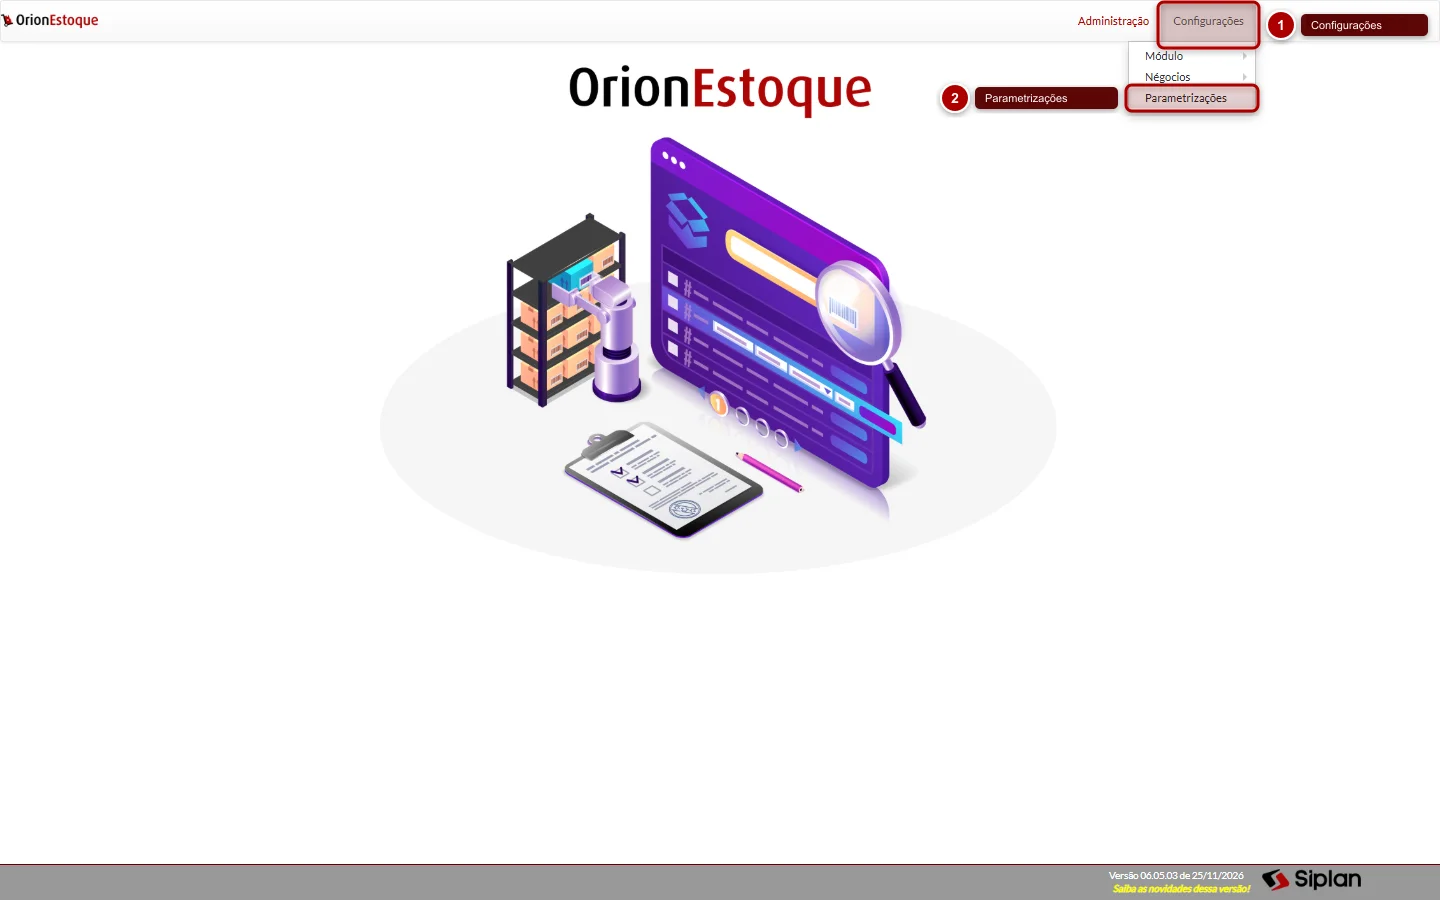 OrionEstoque
Administração
Configurações
1
Configurações
Módulo
Négocios
Parametrizações
2
Parametrizações
OrionEstoque
#
#
#
#
1
Versão 06.05.03 de 25/11/2026
Saiba as novidades dessa versão!
Siplan